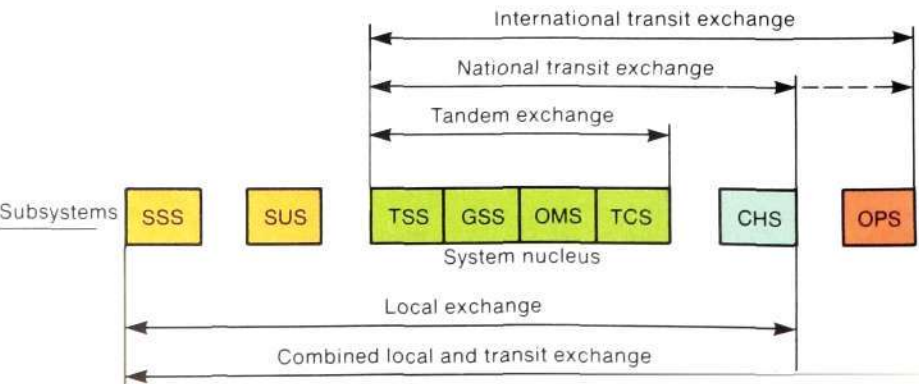 International transit exchange
National transit exchange
Tandem exchange
Subsystems SSS SUS TSS GSS OMS TCS CHS OPS
System nucleus
Local exchange
Combined local and transit exchange